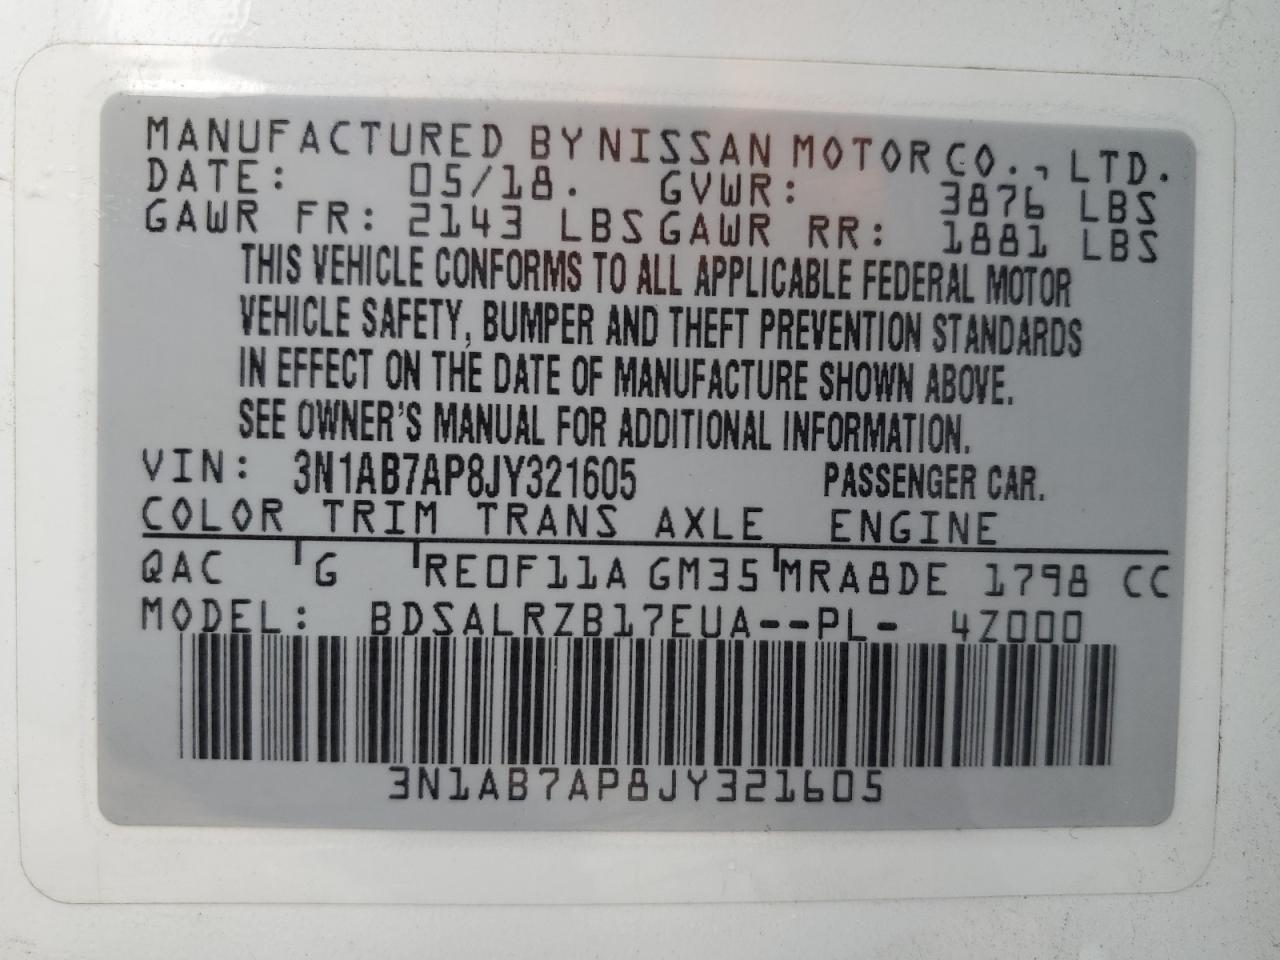 MANUFACTURED BY NISSAN MOTOR CO., LTD.
DATE: 05/18. GVWR: 3876 LBS
GAWR FR: 2143 LBS GAWR RR: 1881 LBS
THIS VEHICLE CONFORMS TO ALL APPLICABLE FEDERAL MOTOR
VEHICLE SAFETY, BUMPER AND THEFT PREVENTION STANDARDS
IN EFFECT ON THE DATE OF MANUFACTURE SHOWN ABOVE.
SEE OWNER'S MANUAL FOR ADDITIONAL INFORMATION.
VIN: 3N1AB7AP8JY321605 PASSENGER CAR.
COLOR TRIM TRANS AXLE ENGINE
QAC G RE0F11A GM35 MRA8DE 1798 CC
MODEL: BDSALRZB17EUA--PL- 4Z000
3N1AB7AP8JY321605